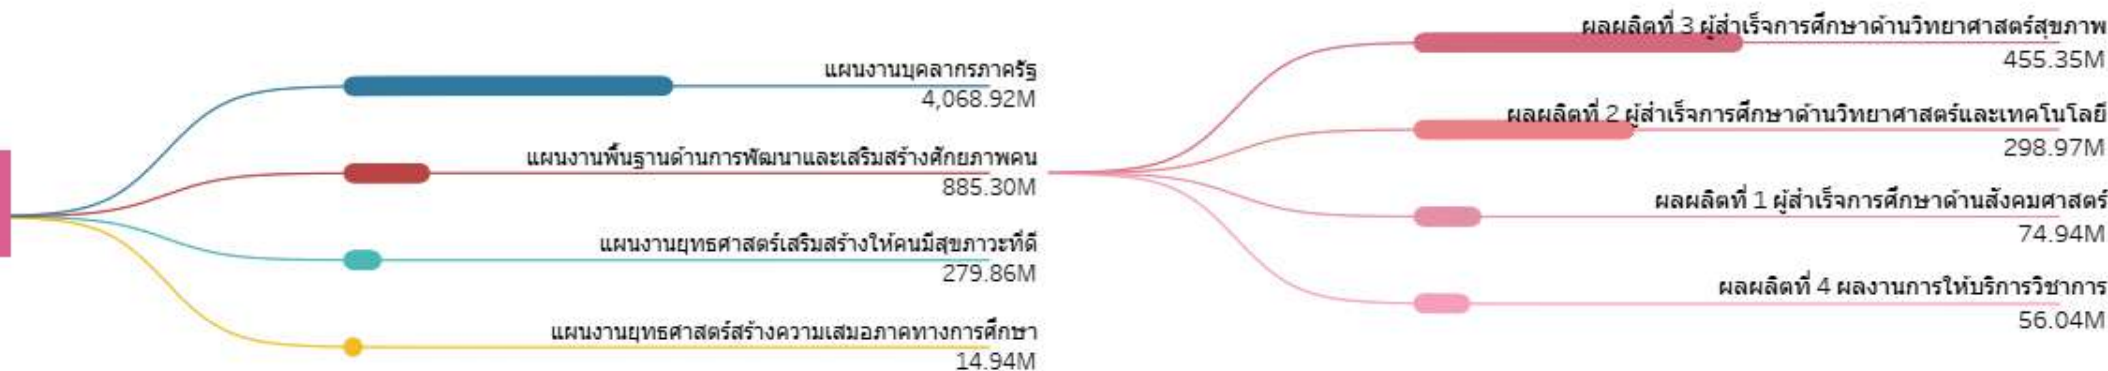 แผนงานบุคลากรภาครัฐ
4,068.92M
แผนงานพื้นฐานด้านการพัฒนาและเสริมสร้างศักยภาพคน
885.30M
แผนงานยุทธศาสตร์เสริมสร้างให้คนมีสุขภาวะที่ดี
279.86M
แผนงานยุทธศาสตร์สร้างความเสมอภาคทางการศึกษา
14.94M
ผลผลิตที่ 3 ผู้สำเร็จการศึกษาด้านวิทยาศาสตร์สุขภาพ
455.35M
ผลผลิตที่ 2 ผู้สำเร็จการศึกษาด้านวิทยาศาสตร์และเทคโนโลยี
298.97M
ผลผลิตที่ 1 ผู้สำเร็จการศึกษาด้านสังคมศาสตร์
74.94M
ผลผลิตที่ 4 ผลงานการให้บริการวิชาการ
56.04M